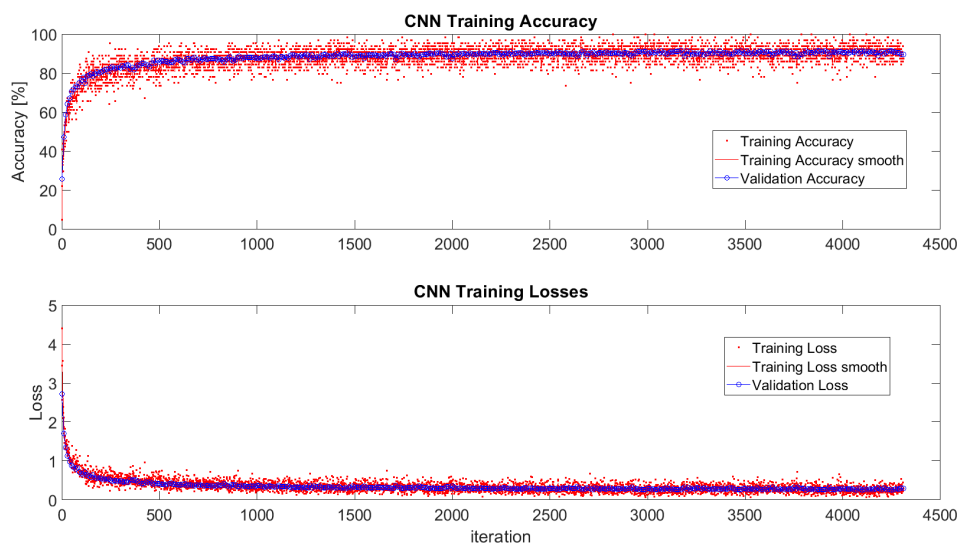 CNN Training Accuracy
Accuracy [%]
100
80
60
40
20
0
Training Accuracy
Training Accuracy smooth
Validation Accuracy
0 500 1000 1500 2000 2500 3000 3500 4000 4500
CNN Training Losses
Loss
5
4
3
2
1
0
Training Loss
Training Loss smooth
Validation Loss
0 500 1000 1500 2000 2500 3000 3500 4000 4500
iteration